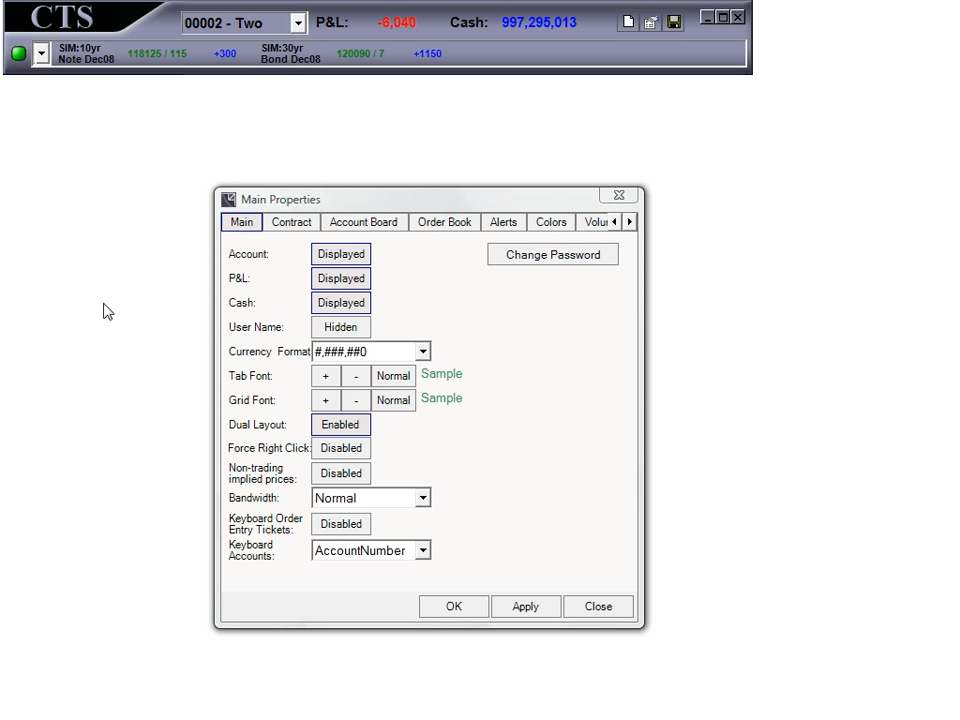 CTS 00002 - Two P&L: -6,040 Cash: 997,295,013
SIM:10yr 118125 / 115 +300 SIM:30yr 120090 / 7 +1150
Note Dec08 Bond Dec08
Main Properties
Main Contract Account Board Order Book Alerts Colors Volu
Account: Displayed Change Password
P&L: Displayed
Cash: Displayed
User Name: Hidden
Currency Format #,###,##0
Tab Font: + - Normal Sample
Grid Font: + - Normal Sample
Dual Layout: Enabled
Force Right Click: Disabled
Non-trading
implied prices: Disabled
Bandwidth: Normal
Keyboard Order
Entry Tickets: Disabled
Keyboard
Accounts: AccountNumber
OK Apply Close